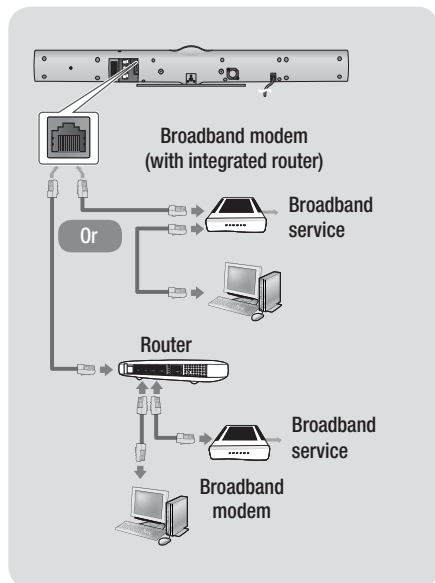 Broadband modem
(with integrated router)
Broadband
service
Or
Router
Broadband
service
Broadband
modem